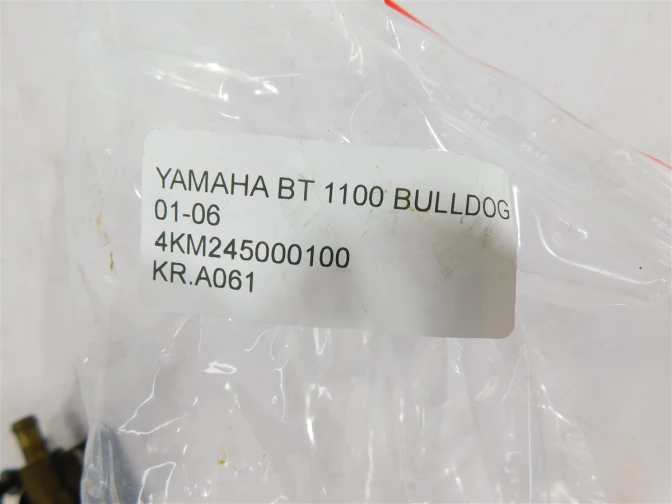 YAMAHA BT 1100 BULLDOG
01-06
4KM245000100
KR.A061